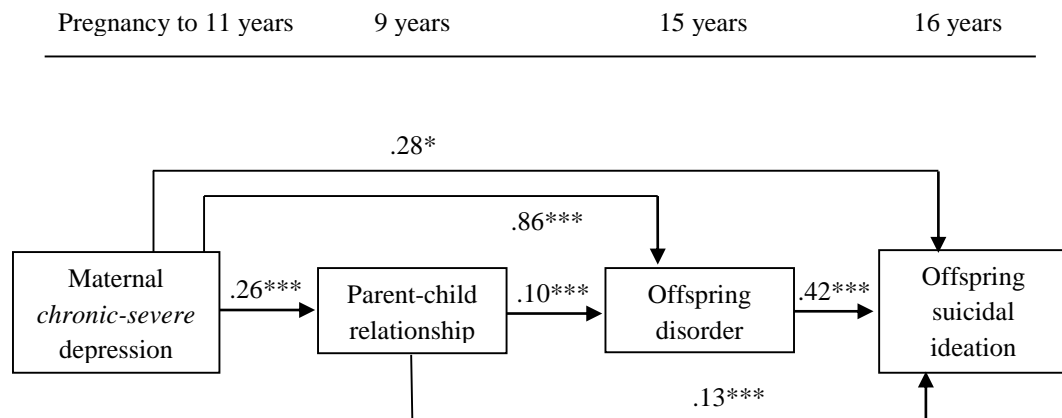 Pregnancy to 11 years 9 years 15 years 16 years
.28*
.86***
Maternal
chronic-severe
depression
.26***
Parent-child
relationship
.10***
Offspring
disorder
.42***
Offspring
suicidal
ideation
.13***